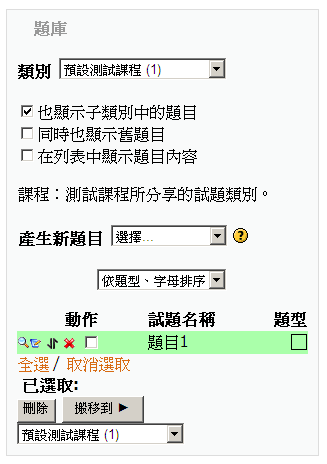 題庫
類別 預設測試課程 (1)
也顯示子類別中的題目
同時也顯示舊題目
在列表中顯示題目內容
課程：測試課程所分享的試題類別。
產生新題目 選擇...
依題型、字母排序
動作 試題名稱 題型
題目1
全選 / 取消選取
已選取:
刪除 搬移到 ►
預設測試課程 (1)